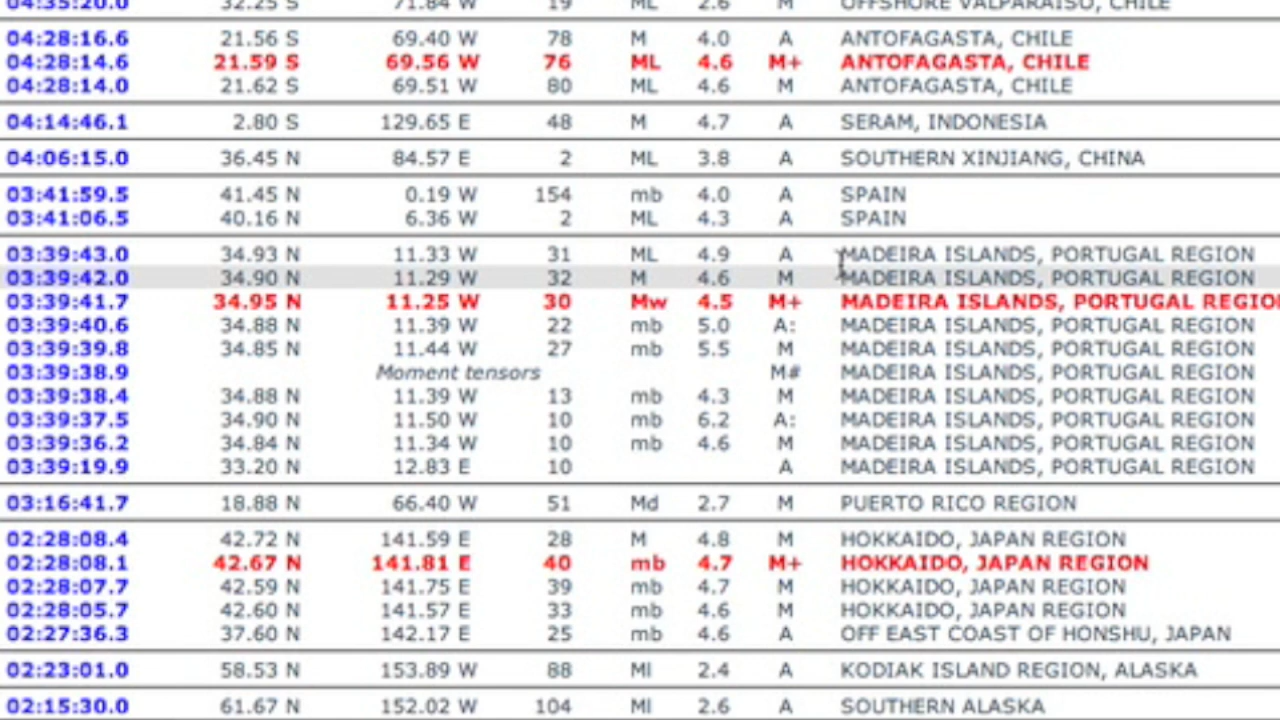 04:35:20.0 32.25 S 71.84 W 19 ML 2.6 M OFFSHORE VALPARAISO, CHILE
04:28:16.6 21.56 S 69.40 W 78 M 4.0 A ANTOFAGASTA, CHILE
04:28:14.6 21.59 S 69.56 W 76 ML 4.6 M+ ANTOFAGASTA, CHILE
04:28:14.0 21.62 S 69.51 W 80 ML 4.6 M ANTOFAGASTA, CHILE
04:14:46.1 2.80 S 129.65 E 48 M 4.7 A SERAM, INDONESIA
04:06:15.0 36.45 N 84.57 E 2 ML 3.8 A SOUTHERN XINJIANG, CHINA
03:41:59.5 41.45 N 0.19 W 154 mb 4.0 A SPAIN
03:41:06.5 40.16 N 6.36 W 2 ML 4.3 A SPAIN
03:39:43.0 34.93 N 11.33 W 31 ML 4.9 A MADEIRA ISLANDS, PORTUGAL REGION
03:39:42.0 34.90 N 11.29 W 32 M 4.6 M MADEIRA ISLANDS, PORTUGAL REGION
03:39:41.7 34.95 N 11.25 W 30 Mw 4.5 M+ MADEIRA ISLANDS, PORTUGAL REGIO
03:39:40.6 34.88 N 11.39 W 22 mb 5.0 A: MADEIRA ISLANDS, PORTUGAL REGION
03:39:39.8 34.85 N 11.44 W 27 mb 5.5 M MADEIRA ISLANDS, PORTUGAL REGION
03:39:38.9 Moment tensors M# MADEIRA ISLANDS, PORTUGAL REGION
03:39:38.4 34.88 N 11.39 W 13 mb 4.3 M MADEIRA ISLANDS, PORTUGAL REGION
03:39:37.5 34.90 N 11.50 W 10 mb 6.2 A: MADEIRA ISLANDS, PORTUGAL REGION
03:39:36.2 34.84 N 11.34 W 10 mb 4.6 M MADEIRA ISLANDS, PORTUGAL REGION
03:39:19.9 33.20 N 12.83 E 10 A MADEIRA ISLANDS, PORTUGAL REGION
03:16:41.7 18.88 N 66.40 W 51 Md 2.7 M PUERTO RICO REGION
02:28:08.4 42.72 N 141.59 E 28 M 4.8 M HOKKAIDO, JAPAN REGION
02:28:08.1 42.67 N 141.81 E 40 mb 4.7 M+ HOKKAIDO, JAPAN REGION
02:28:07.7 42.59 N 141.75 E 39 mb 4.7 M HOKKAIDO, JAPAN REGION
02:28:05.7 42.60 N 141.57 E 33 mb 4.6 M HOKKAIDO, JAPAN REGION
02:27:36.3 37.60 N 142.17 E 25 mb 4.6 A OFF EAST COAST OF HONSHU, JAPAN
02:23:01.0 58.53 N 153.89 W 88 Ml 2.4 A KODIAK ISLAND REGION, ALASKA
02:15:30.0 61.67 N 152.02 W 104 Ml 2.6 A SOUTHERN ALASKA